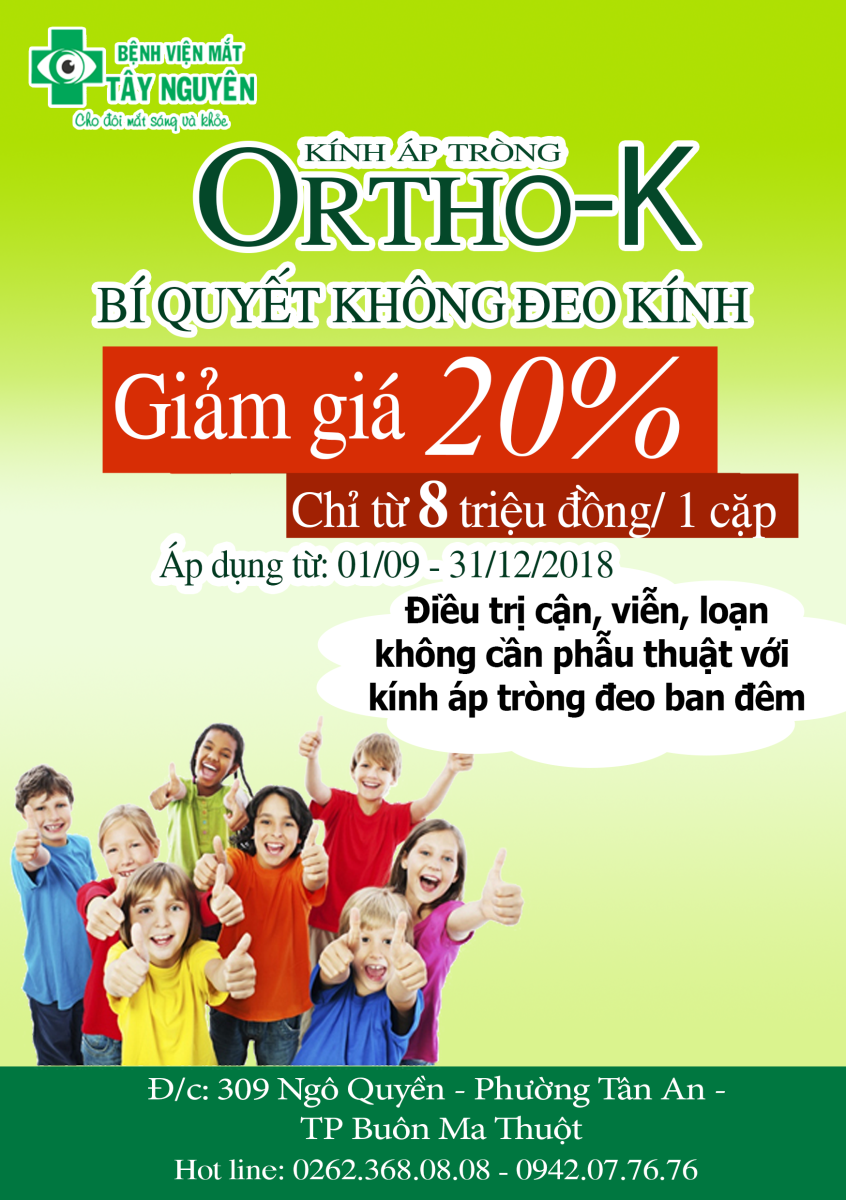 BỆNH VIỆN MẮT
TÂY NGUYÊN
Cho đôi mắt sáng và khỏe
KÍNH ÁP TRÒNG
ORTHO-K
BÍ QUYẾT KHÔNG ĐEO KÍNH
Giảm giá 20%
Chỉ từ 8 triệu đồng/ 1 cặp
Áp dụng từ: 01/09 - 31/12/2018
Điều trị cận, viễn, loạn
không cần phẫu thuật với
kính áp tròng đeo ban đêm
Đ/c: 309 Ngô Quyền - Phường Tân An -
TP Buôn Ma Thuột
Hot line: 0262.368.08.08 - 0942.07.76.76